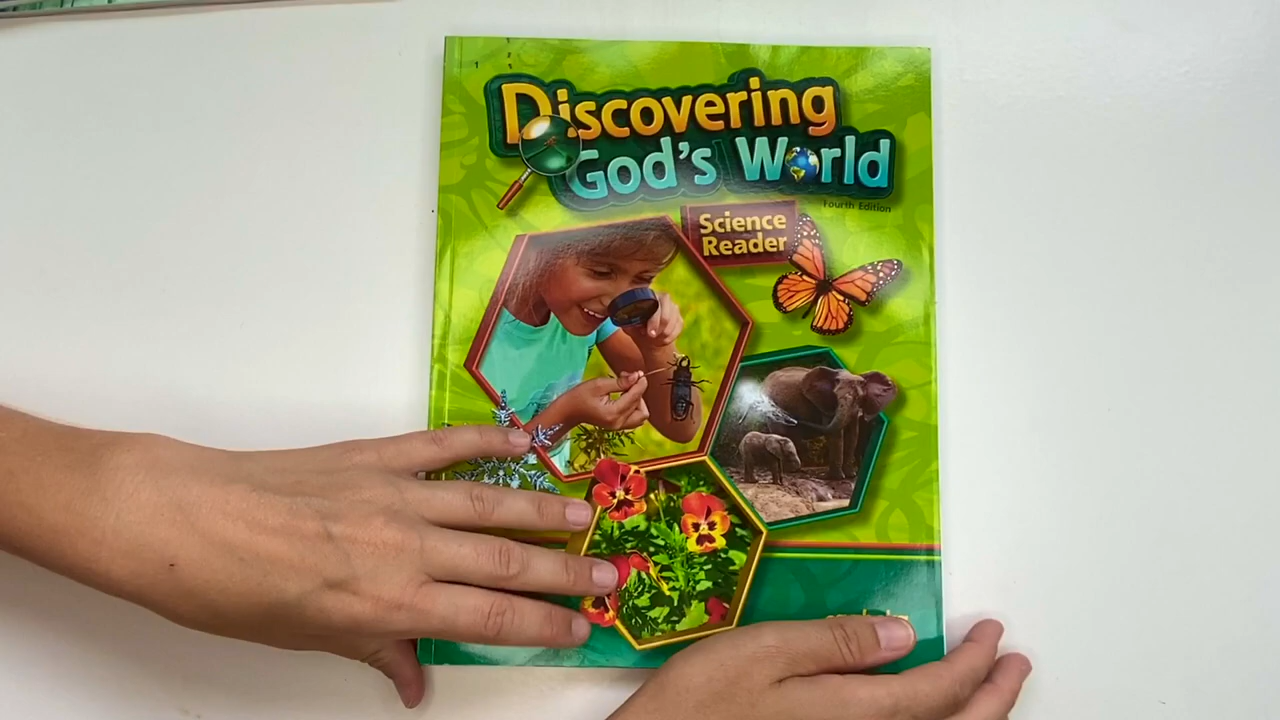 Discovering
God's World
Fourth Edition
Science
Reader